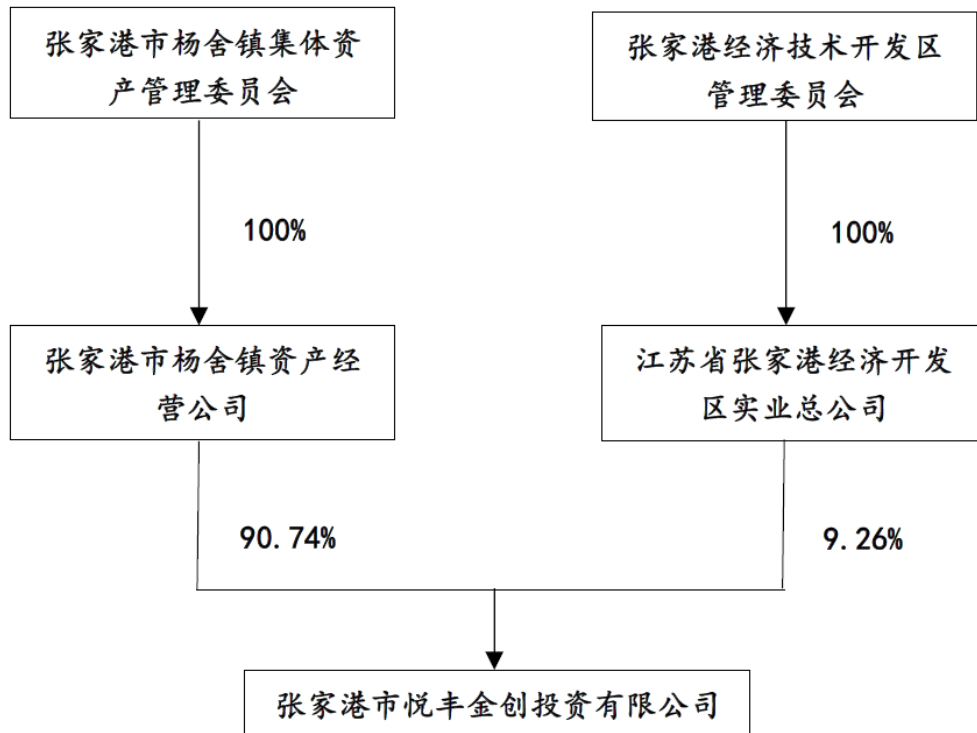 张家港市杨舍镇集体资
产管理委员会
张家港经济技术开发区
管理委员会
100%
100%
张家港市杨舍镇资产经
营公司
江苏省张家港经济开发
区实业总公司
90.74%
9.26%
张家港市悦丰金创投资有限公司